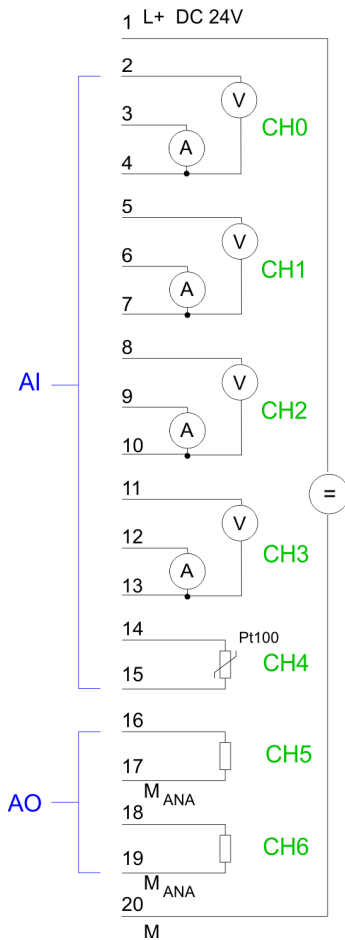 1 L+ DC 24V
2
V
3
CH0
A
4
5
V
6
CH1
A
7
8
V
AI
9
CH2
A
10
11
=
V
12
CH3
A
13
14
Pt100
CH4
15
16
CH5
17
M ANA
AO
18
CH6
19
M ANA
20
M